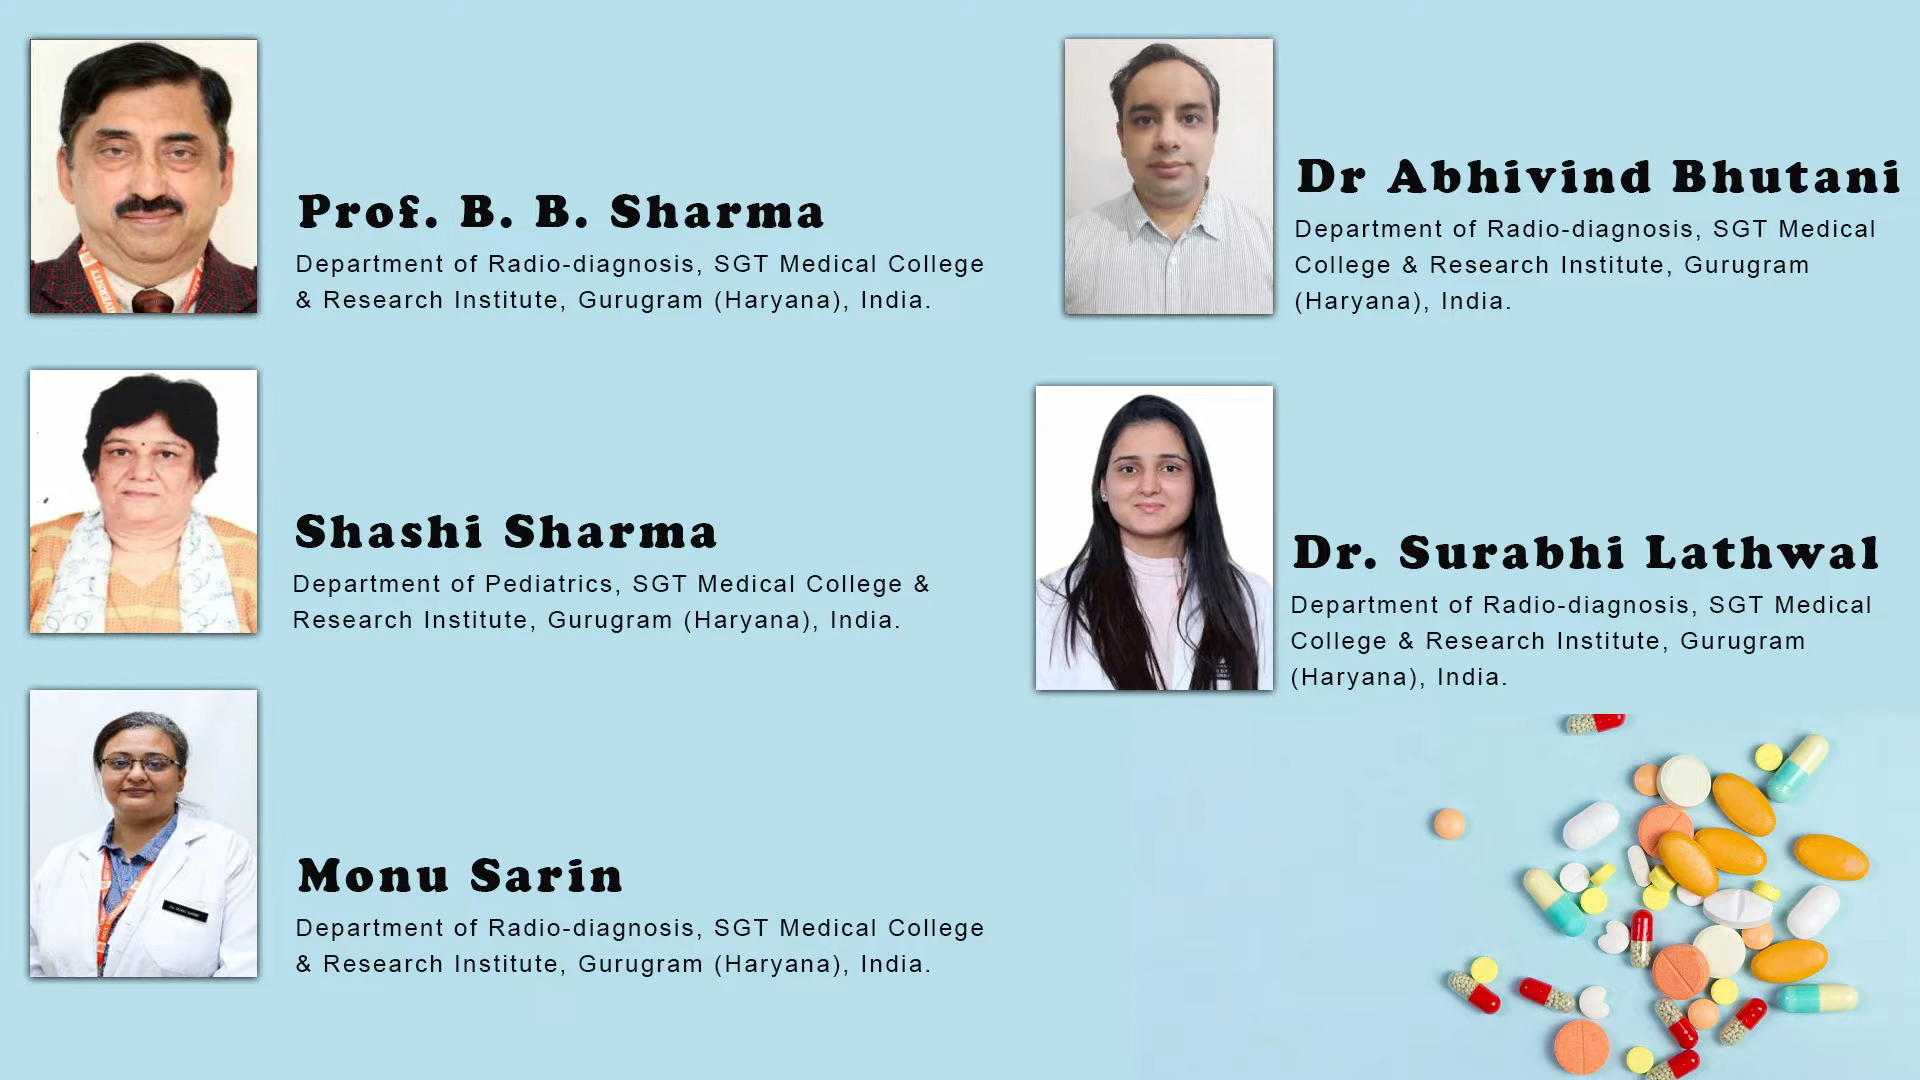 Prof. B. B. Sharma
Department of Radio-diagnosis, SGT Medical College
& Research Institute, Gurugram (Haryana), India.
Shashi Sharma
Department of Pediatrics, SGT Medical College &
Research Institute, Gurugram (Haryana), India.
Monu Sarin
Department of Radio-diagnosis, SGT Medical College
& Research Institute, Gurugram (Haryana), India.
Dr Abhivind Bhutani
Department of Radio-diagnosis, SGT Medical
College & Research Institute, Gurugram
(Haryana), India.
Dr. Surabhi Lathwal
Department of Radio-diagnosis, SGT Medical
College & Research Institute, Gurugram
(Haryana), India.